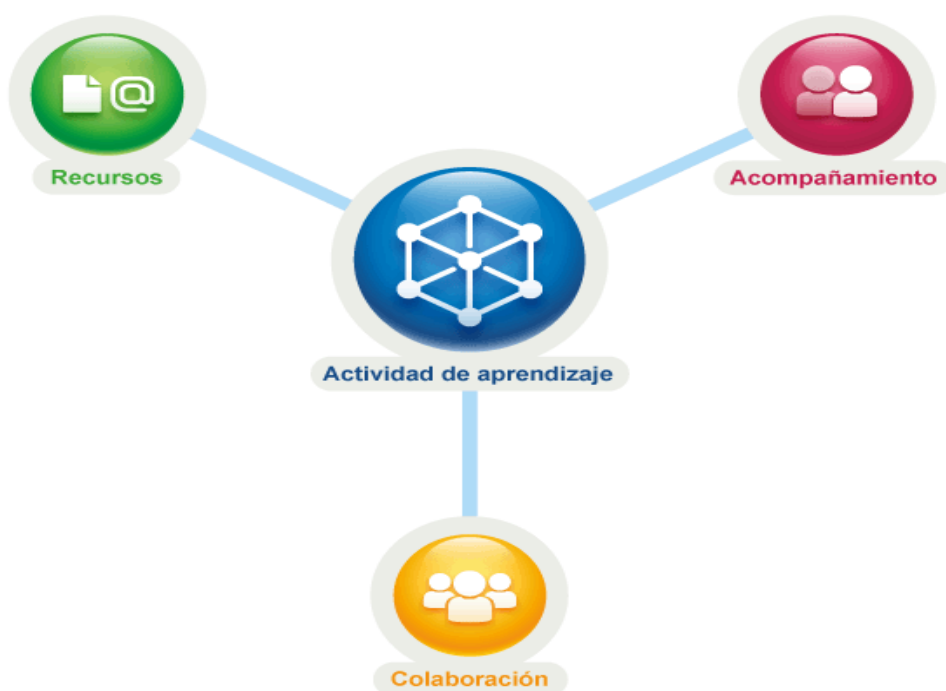 Recursos
Acompañamiento
Actividad de aprendizaje
Colaboración